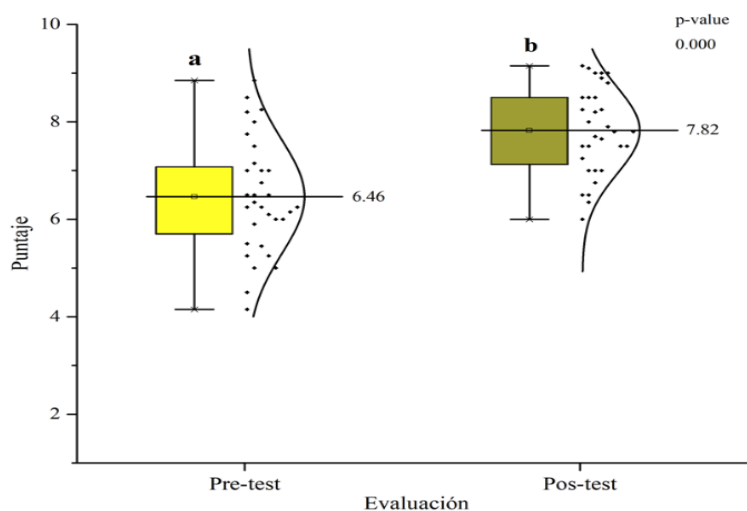 10
8
6
4
2
Puntaje
a
6.46
b
7.82
p-value
0.000
Pre-test
Pos-test
Evaluación